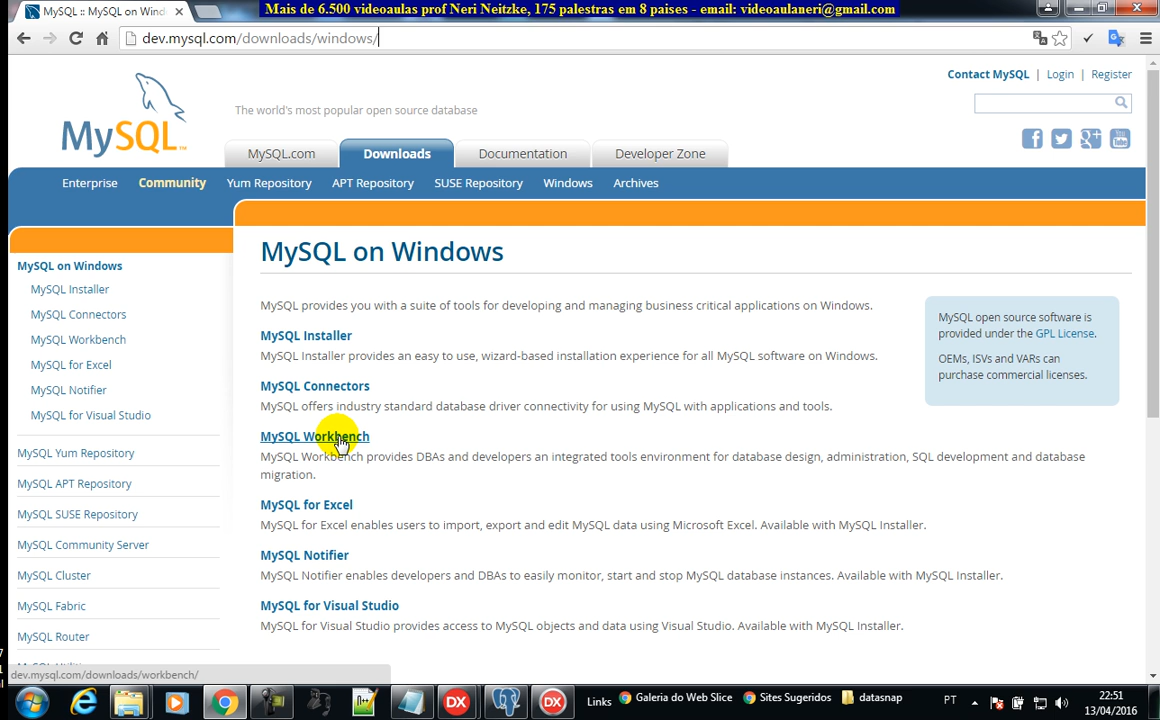 MySQL :: MySQL on Wind
Mais de 6.500 videoaulas prof Neri Neitzke, 175 palestras em 8 paises - email: videoaulaneri@gmail.com
dev.mysql.com/downloads/windows/
Contact MySQL | Login | Register
MySQL™
The world's most popular open source database
MySQL.com
Downloads
Documentation
Developer Zone
Enterprise
Community
Yum Repository
APT Repository
SUSE Repository
Windows
Archives
MySQL on Windows
MySQL Installer
MySQL Connectors
MySQL Workbench
MySQL for Excel
MySQL Notifier
MySQL for Visual Studio
MySQL Yum Repository
MySQL APT Repository
MySQL SUSE Repository
MySQL Community Server
MySQL Cluster
MySQL Fabric
MySQL Router
MySQL on Windows
MySQL provides you with a suite of tools for developing and managing business critical applications on Windows.
MySQL Installer
MySQL Installer provides an easy to use, wizard-based installation experience for all MySQL software on Windows.
MySQL Connectors
MySQL offers industry standard database driver connectivity for using MySQL with applications and tools.
MySQL Workbench
MySQL Workbench provides DBAs and developers an integrated tools environment for database design, administration, SQL development and database
migration.
MySQL for Excel
MySQL for Excel enables users to import, export and edit MySQL data using Microsoft Excel. Available with MySQL Installer.
MySQL Notifier
MySQL Notifier enables developers and DBAs to easily monitor, start and stop MySQL database instances. Available with MySQL Installer.
MySQL for Visual Studio
MySQL for Visual Studio provides access to MySQL objects and data using Visual Studio. Available with MySQL Installer.
MySQL open source software is
provided under the GPL License.
OEMs, ISVs and VARs can
purchase commercial licenses.
dev.mysql.com/downloads/workbench/
DX
DX
Links
Galeria do Web Slice
Sites Sugeridos
datasnap
PT
22:51
13/04/2016